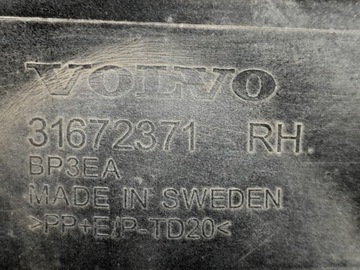 VOLVO
31672371 RH.
BP3EA
MADE IN SWEDEN
>PP+E/P-TD20<